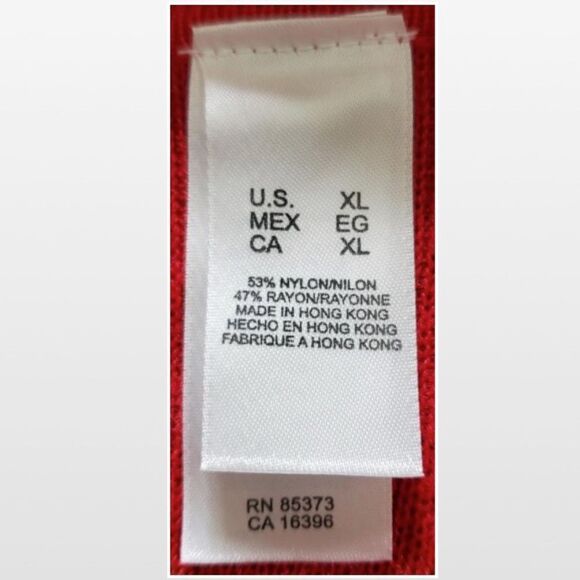 U.S. XL
MEX EG
CA XL
53% NYLON/NILON
47% RAYON/RAYONNE
MADE IN HONG KONG
HECHO EN HONG KONG
FABRIQUE A HONG KONG
RN 85373
CA 16396